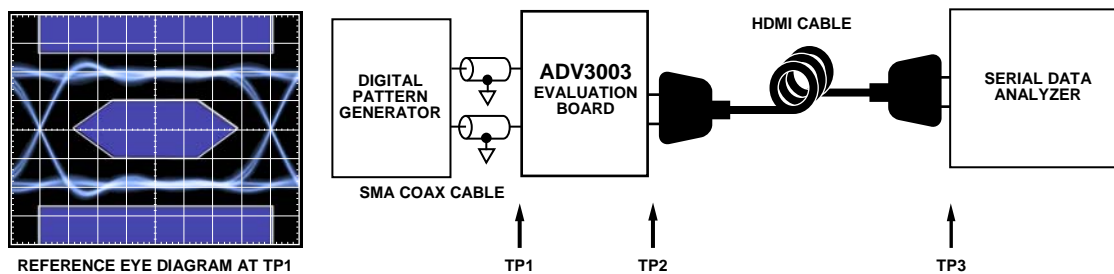 REFERENCE EYE DIAGRAM AT TP1
DIGITAL
PATTERN
GENERATOR
SMA COAX CABLE
ADV3003
EVALUATION
BOARD
HDMI CABLE
SERIAL DATA
ANALYZER
TP1
TP2
TP3